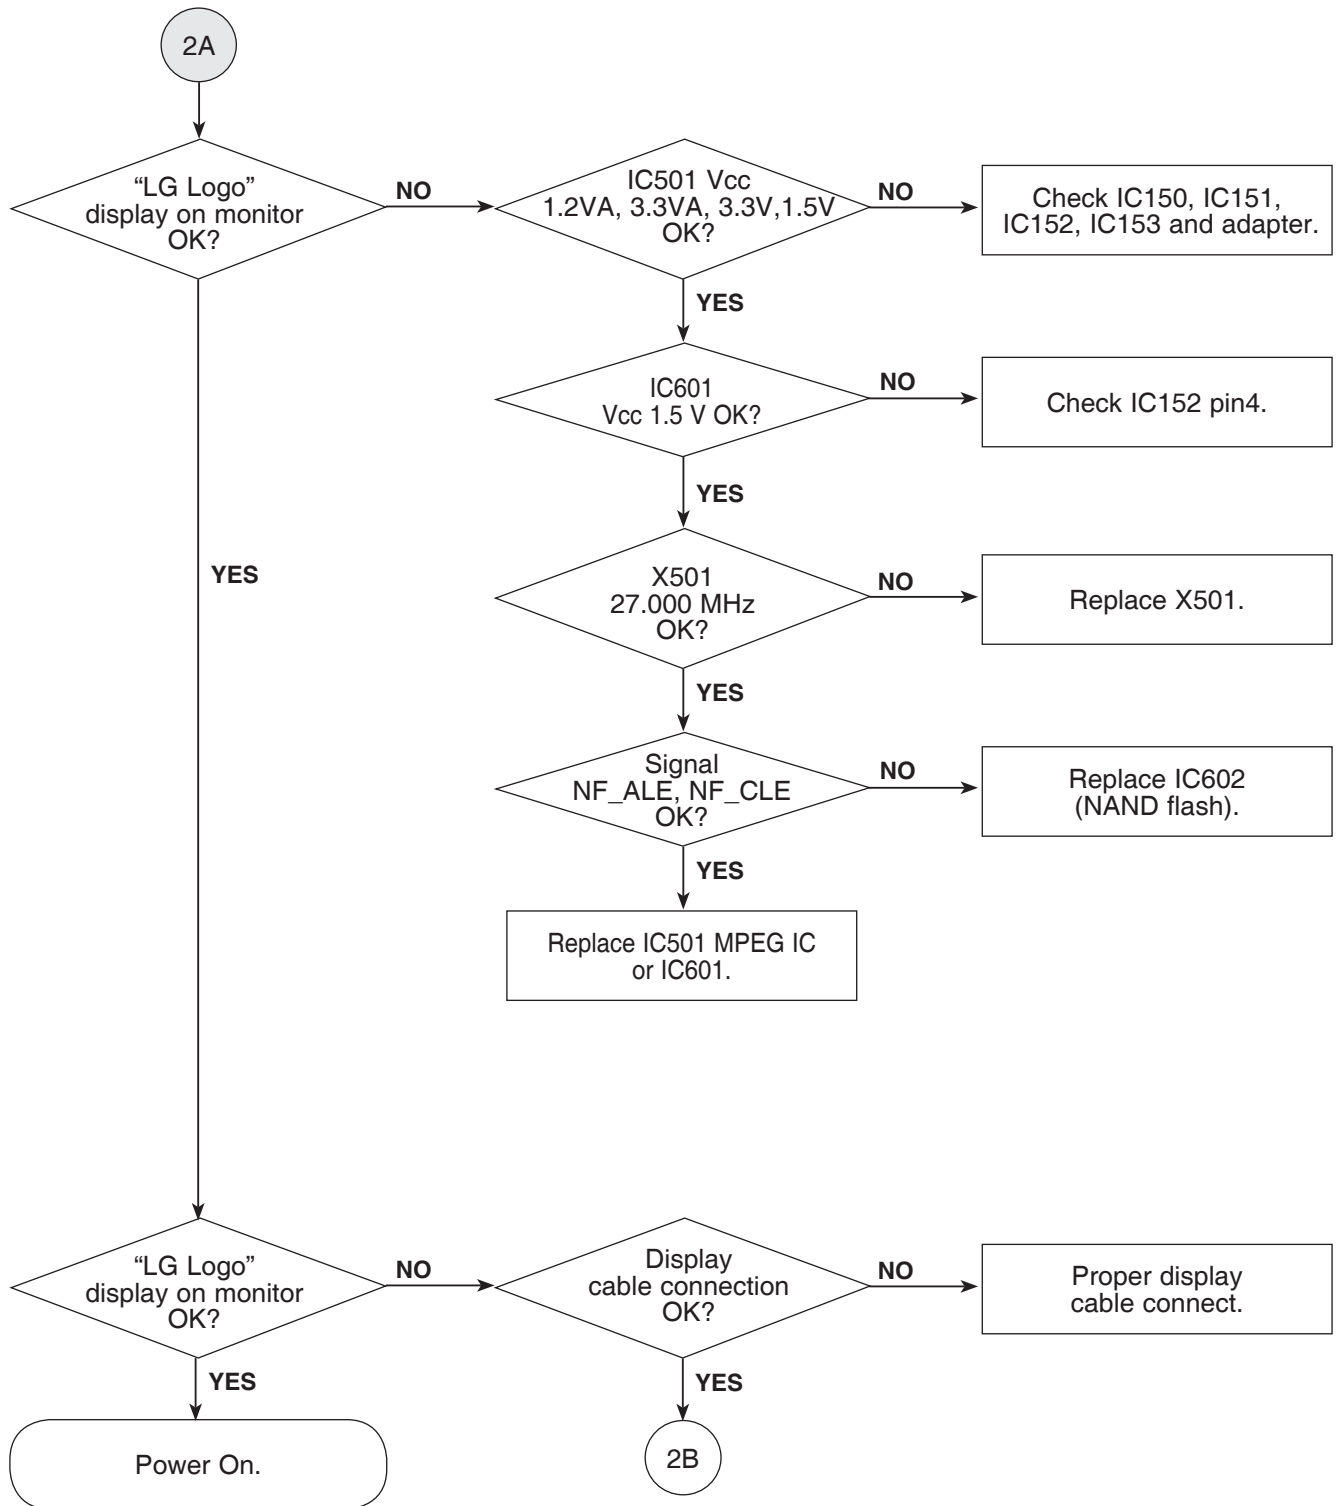 2A
“LG Logo”
display on monitor
OK?
NO
IC501 Vcc
1.2VA, 3.3VA, 3.3V,1.5V
OK?
NO
Check IC150, IC151,
IC152, IC153 and adapter.
YES
IC601
Vcc 1.5 V OK?
NO
Check IC152 pin4.
YES
YES
X501
27.000 MHz
OK?
NO
Replace X501.
YES
Signal
NF_ALE, NF_CLE
OK?
NO
Replace IC602
(NAND flash).
YES
Replace IC501 MPEG IC
or IC601.
“LG Logo”
display on monitor
OK?
NO
Display
cable connection
OK?
NO
Proper display
cable connect.
YES
YES
Power On.
2B